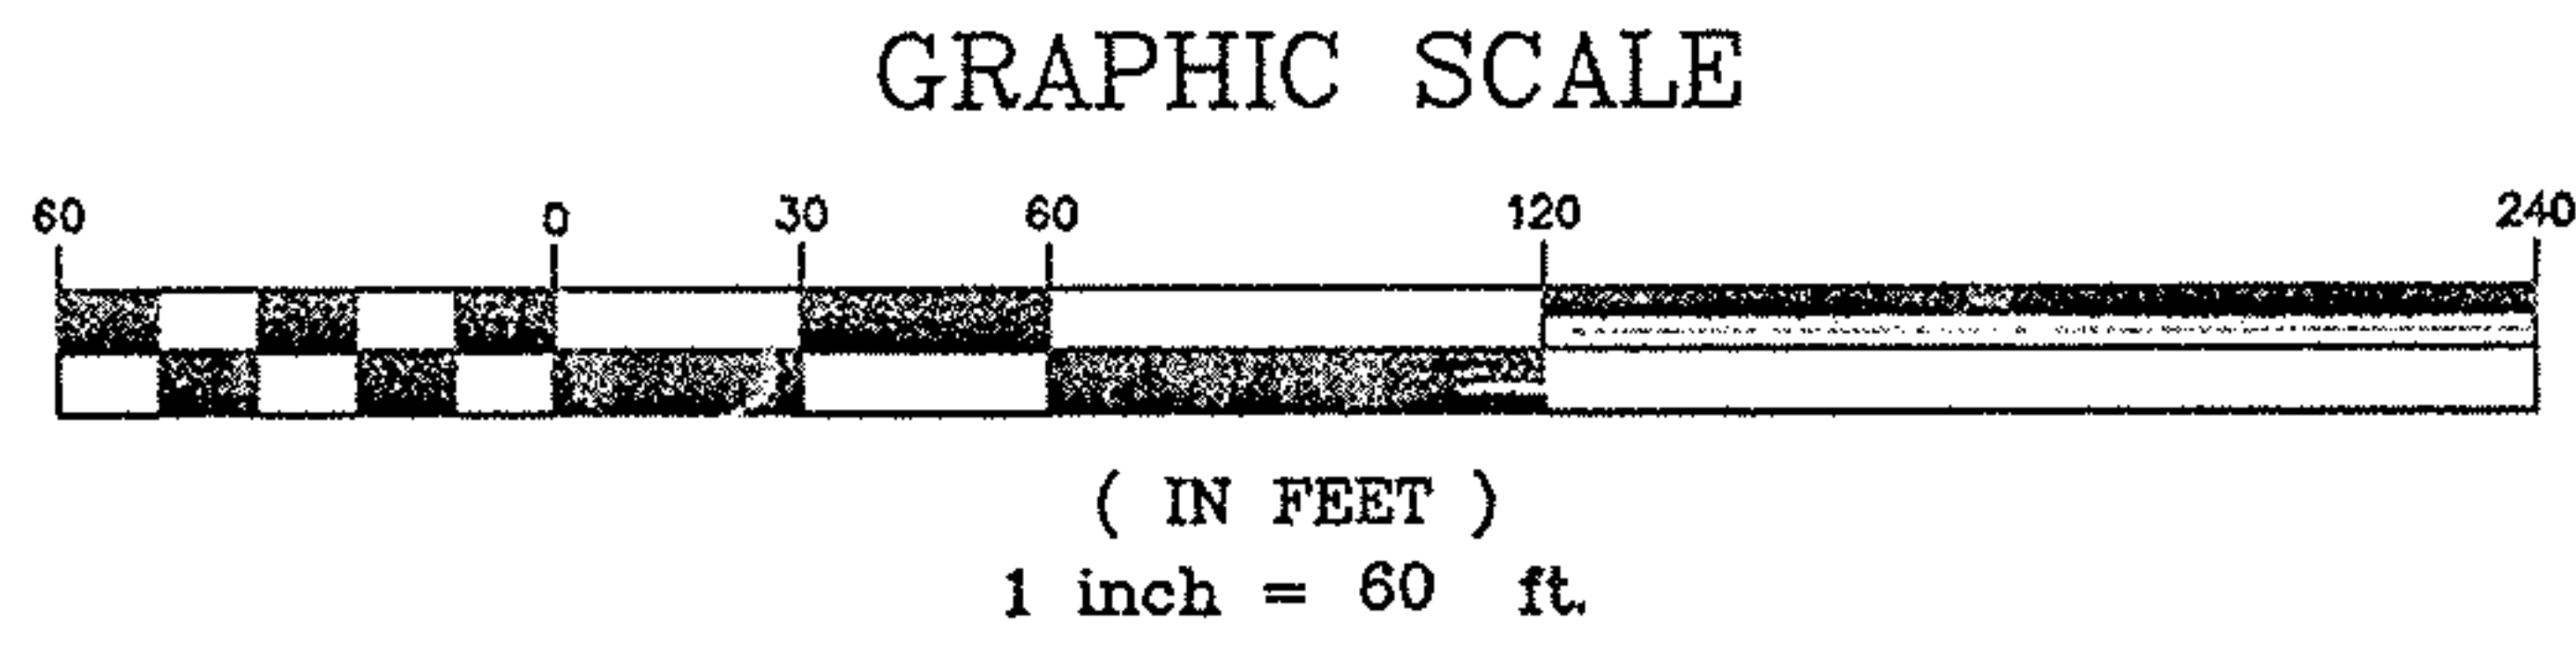 GRAPHIC SCALE
60 0 30 60 120 240
( IN FEET )
1 inch = 60 ft.